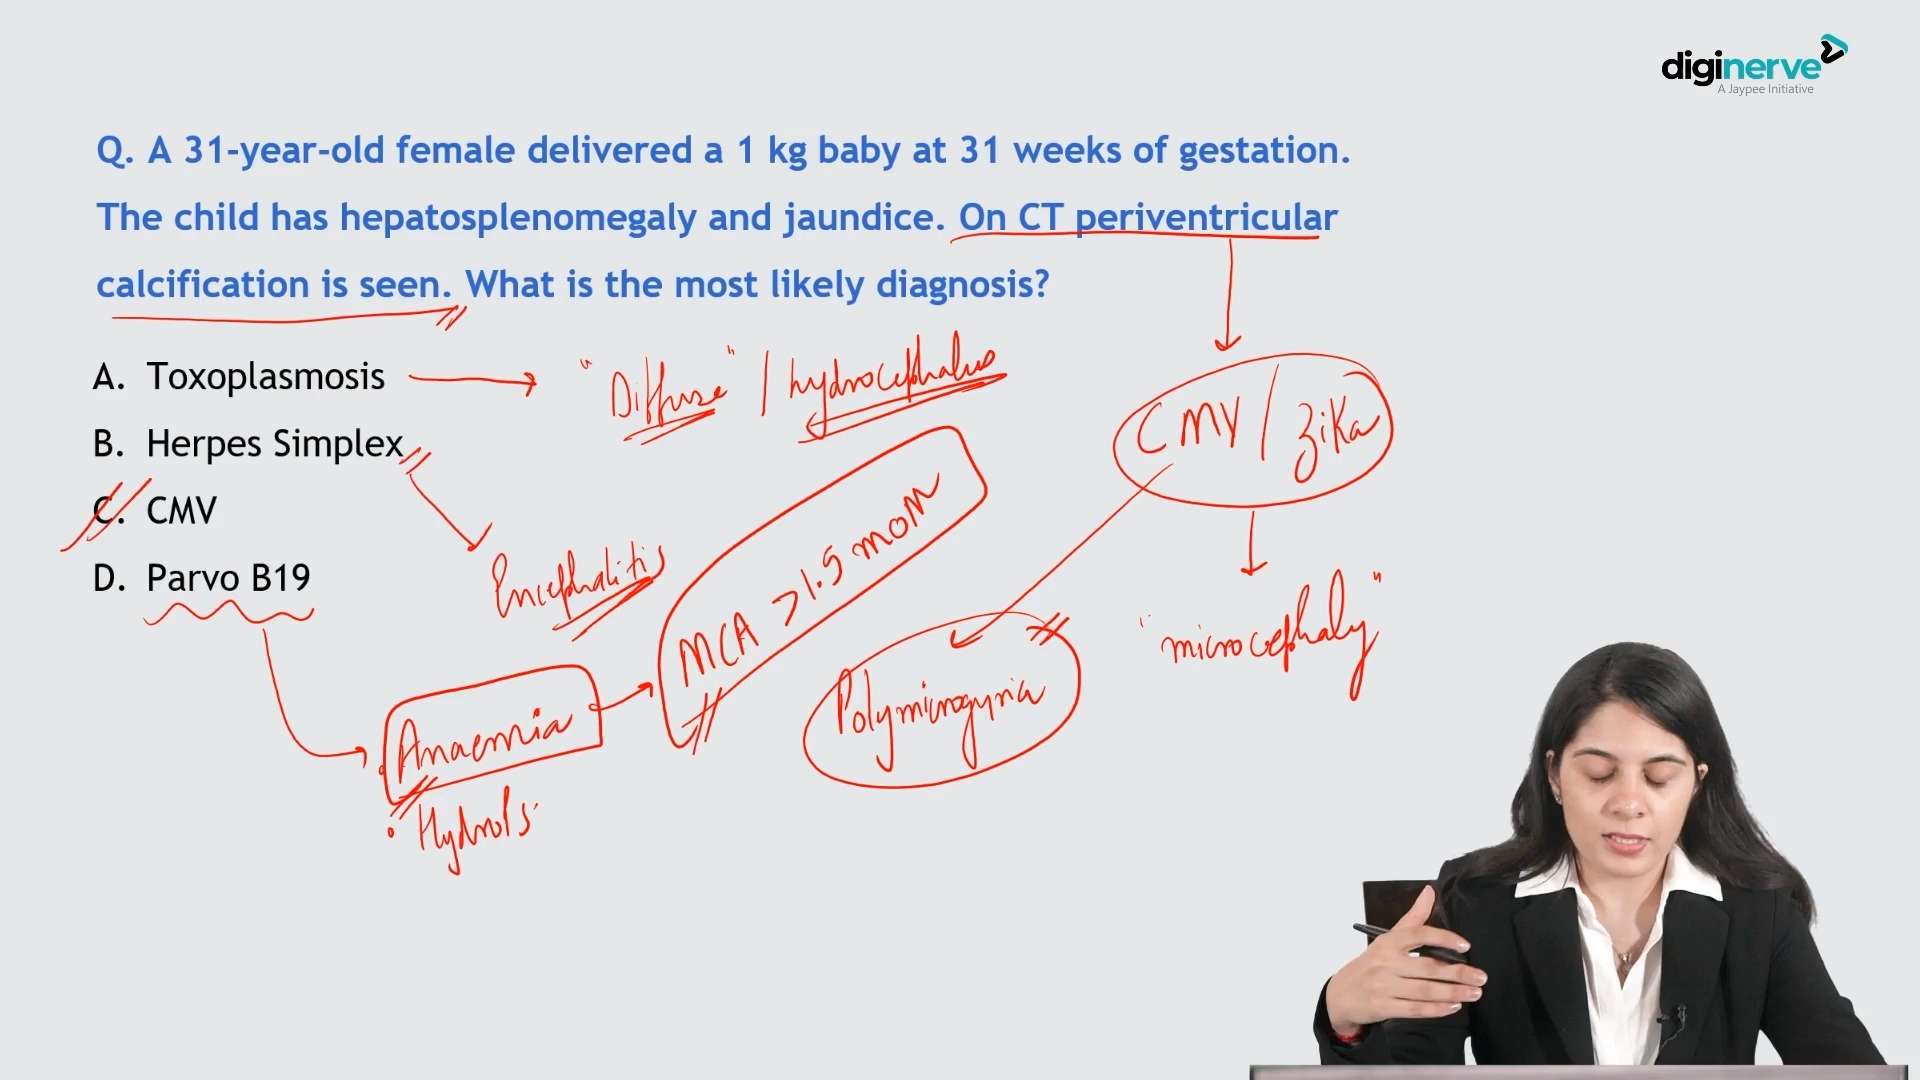 diginerve
A Jaypee Initiative
Q. A 31-year-old female delivered a 1 kg baby at 31 weeks of gestation.
The child has hepatosplenomegaly and jaundice. On CT periventricular
calcification is seen. What is the most likely diagnosis?
A. Toxoplasmosis
"Diffuse" / hydrocephalus
B. Herpes Simplex
CMV / Zika
C. CMV
Encephalitis
MCA >1.5 MOM
D. Parvo B19
"microcephaly"
Polymicrogyria
Anaemia
Hydrops